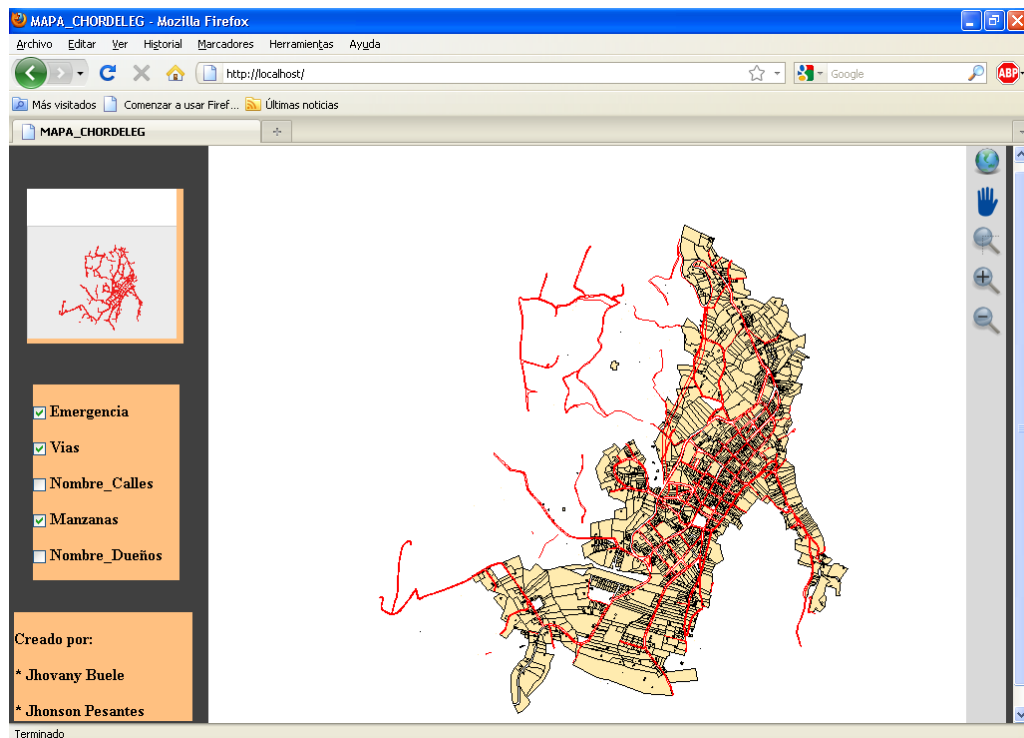 MAPA_CHORDELEG - Mozilla Firefox
Archivo Editar Ver Historial Marcadores Herramientas Ayuda
http://localhost/
Google
ABP
Más visitados Comenzar a usar Firef... Últimas noticias
MAPA_CHORDELEG
Emergencia
Vias
Nombre_Calles
Manzanas
Nombre_Dueños
Creado por:
* Jhovany Buele
* Jhonson Pesantes
Terminado